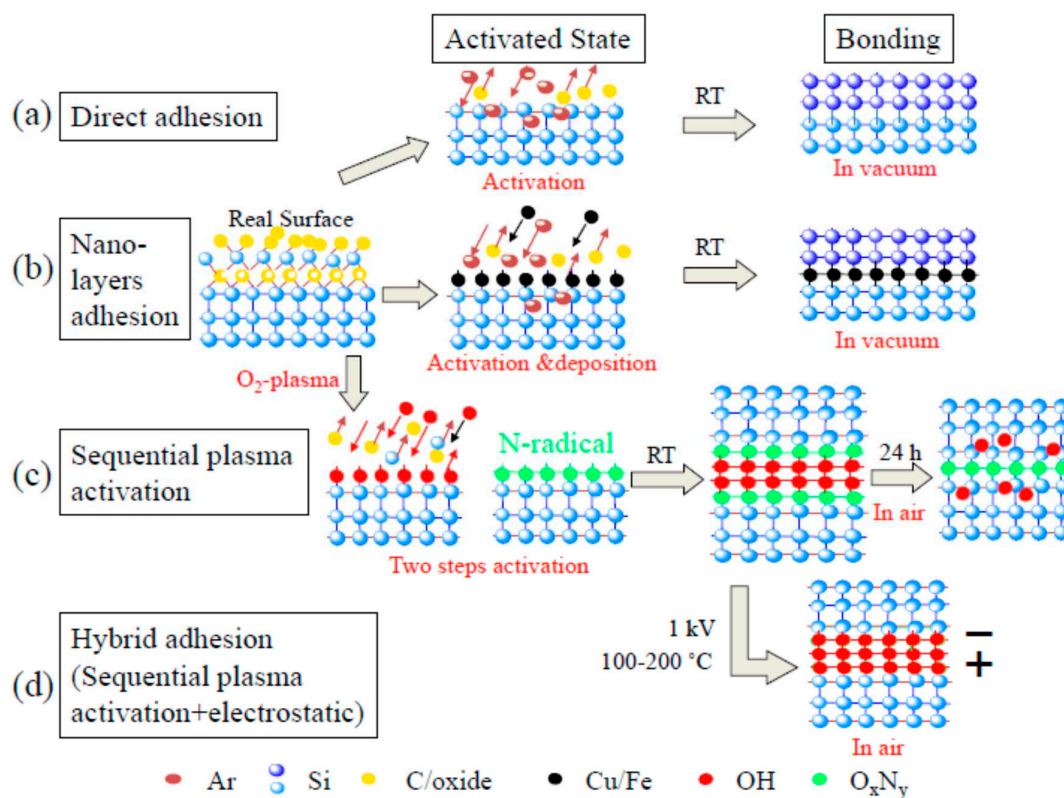 Activated State
Bonding
(a)
Direct adhesion
RT
Activation
In vacuum
Real Surface
(b)
Nano-
layers
adhesion
RT
Activation &deposition
In vacuum
O₂-plasma
(c)
Sequential plasma
activation
N-radical
RT
24 h
In air
Two steps activation
(d)
Hybrid adhesion
(Sequential plasma
activation+electrostatic)
1 kV
100-200 °C
−
+
In air
Ar
Si
C/oxide
Cu/Fe
OH
OₓNᵧ